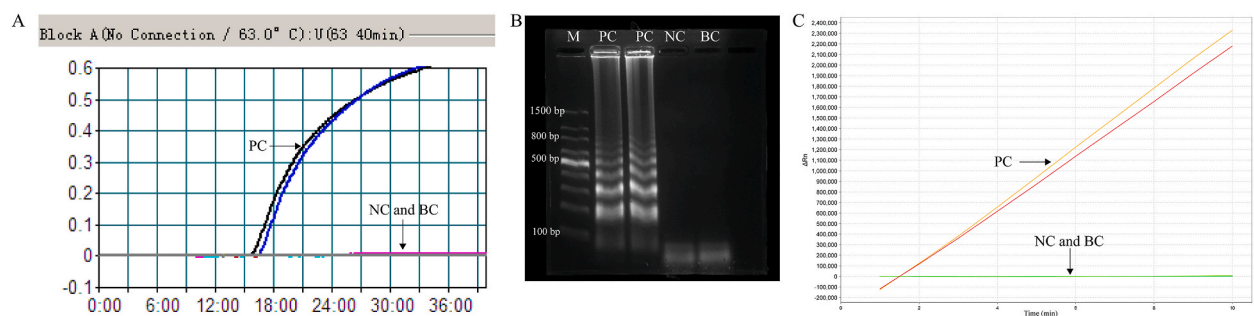 A
Block A(No Connection / 63.0° C):U(63 40min)
0.6
0.5
0.4
0.3
0.2
0.1
0
-0.1
PC
NC and BC
0:00 6:00 12:00 18:00 24:00 30:00 36:00
B
M PC PC NC BC
1500 bp
800 bp
500 bp
100 bp
C
2,400,000
2,300,000
2,200,000
2,100,000
2,000,000
1,900,000
1,800,000
1,700,000
1,600,000
1,500,000
1,400,000
1,300,000
1,200,000
1,100,000
1,000,000
900,000
800,000
700,000
600,000
500,000
400,000
300,000
200,000
100,000
0
-100,000
-200,000
ΔRn
PC
NC and BC
0 2 4 6 8 10
Time (min)